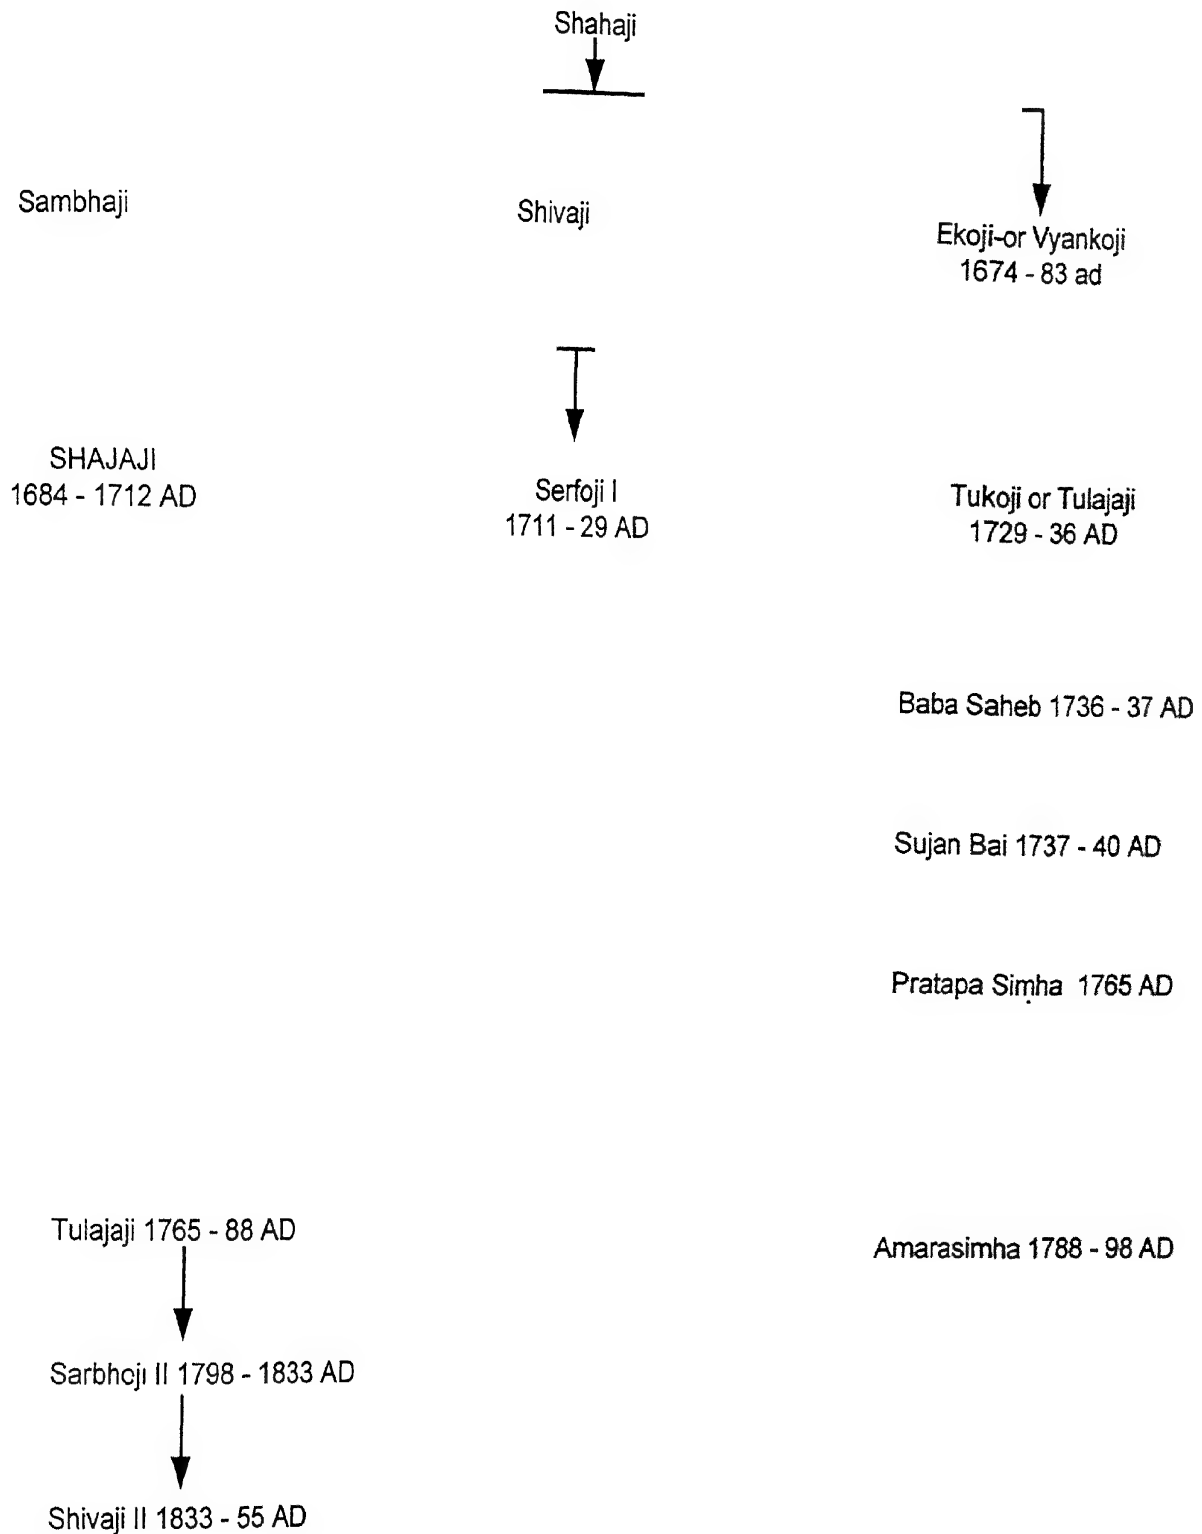 Shahaji
Sambhaji
Shivaji
Ekoji-or Vyankoji
1674 - 83 ad
SHAJAJI
1684 - 1712 AD
Serfoji I
1711 - 29 AD
Tukoji or Tulajaji
1729 - 36 AD
Baba Saheb 1736 - 37 AD
Sujan Bai 1737 - 40 AD
Pratapa Siṃha 1765 AD
Tulajaji 1765 - 88 AD
Amarasimha 1788 - 98 AD
Sarbhoji II 1798 - 1833 AD
Shivaji II 1833 - 55 AD